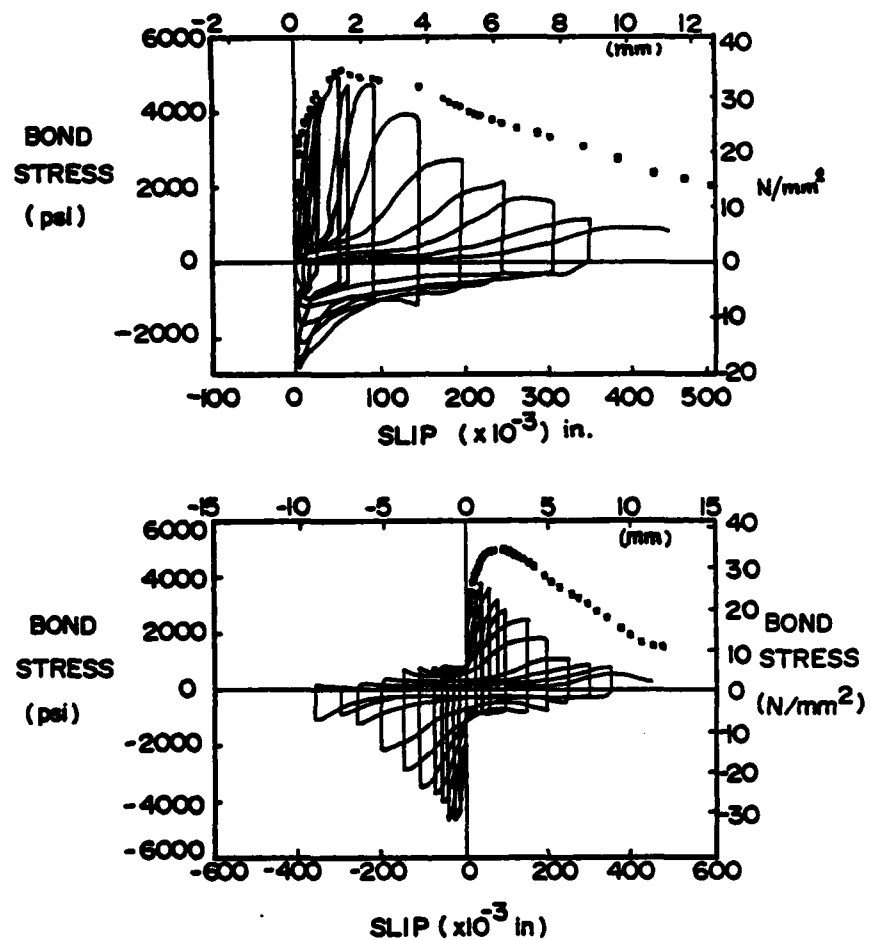 -2 0 2 4 6 8 10 12
(mm)
6000
4000
2000
0
-2000
BOND
STRESS
(psi)
40
30
20
10
0
10
20
N/mm²
-100 0 100 200 300 400 500
SLIP (x10⁻³) in.
-15 -10 -5 0 5 10 15
(mm)
6000
4000
2000
0
-2000
-4000
-6000
BOND
STRESS
(psi)
40
30
20
10
0
-10
-20
-30
BOND
STRESS
(N/mm²)
-600 -400 -200 0 200 400 600
SLIP (x10⁻³ in)